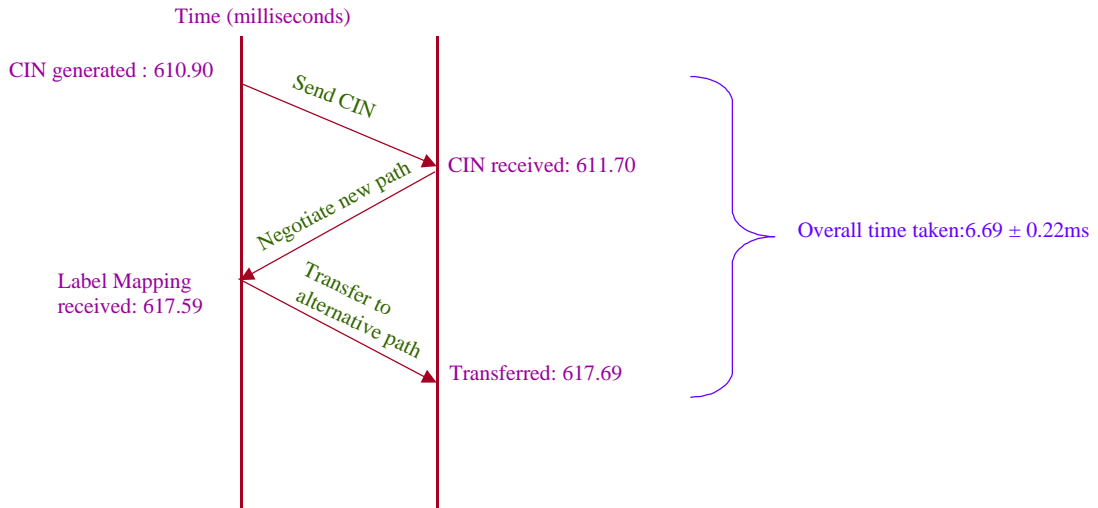 Time (milliseconds)
CIN generated : 610.90
Send CIN
CIN received: 611.70
Negotiate new path
Overall time taken:6.69 ± 0.22ms
Label Mapping
received: 617.59
Transfer to
alternative path
Transferred: 617.69